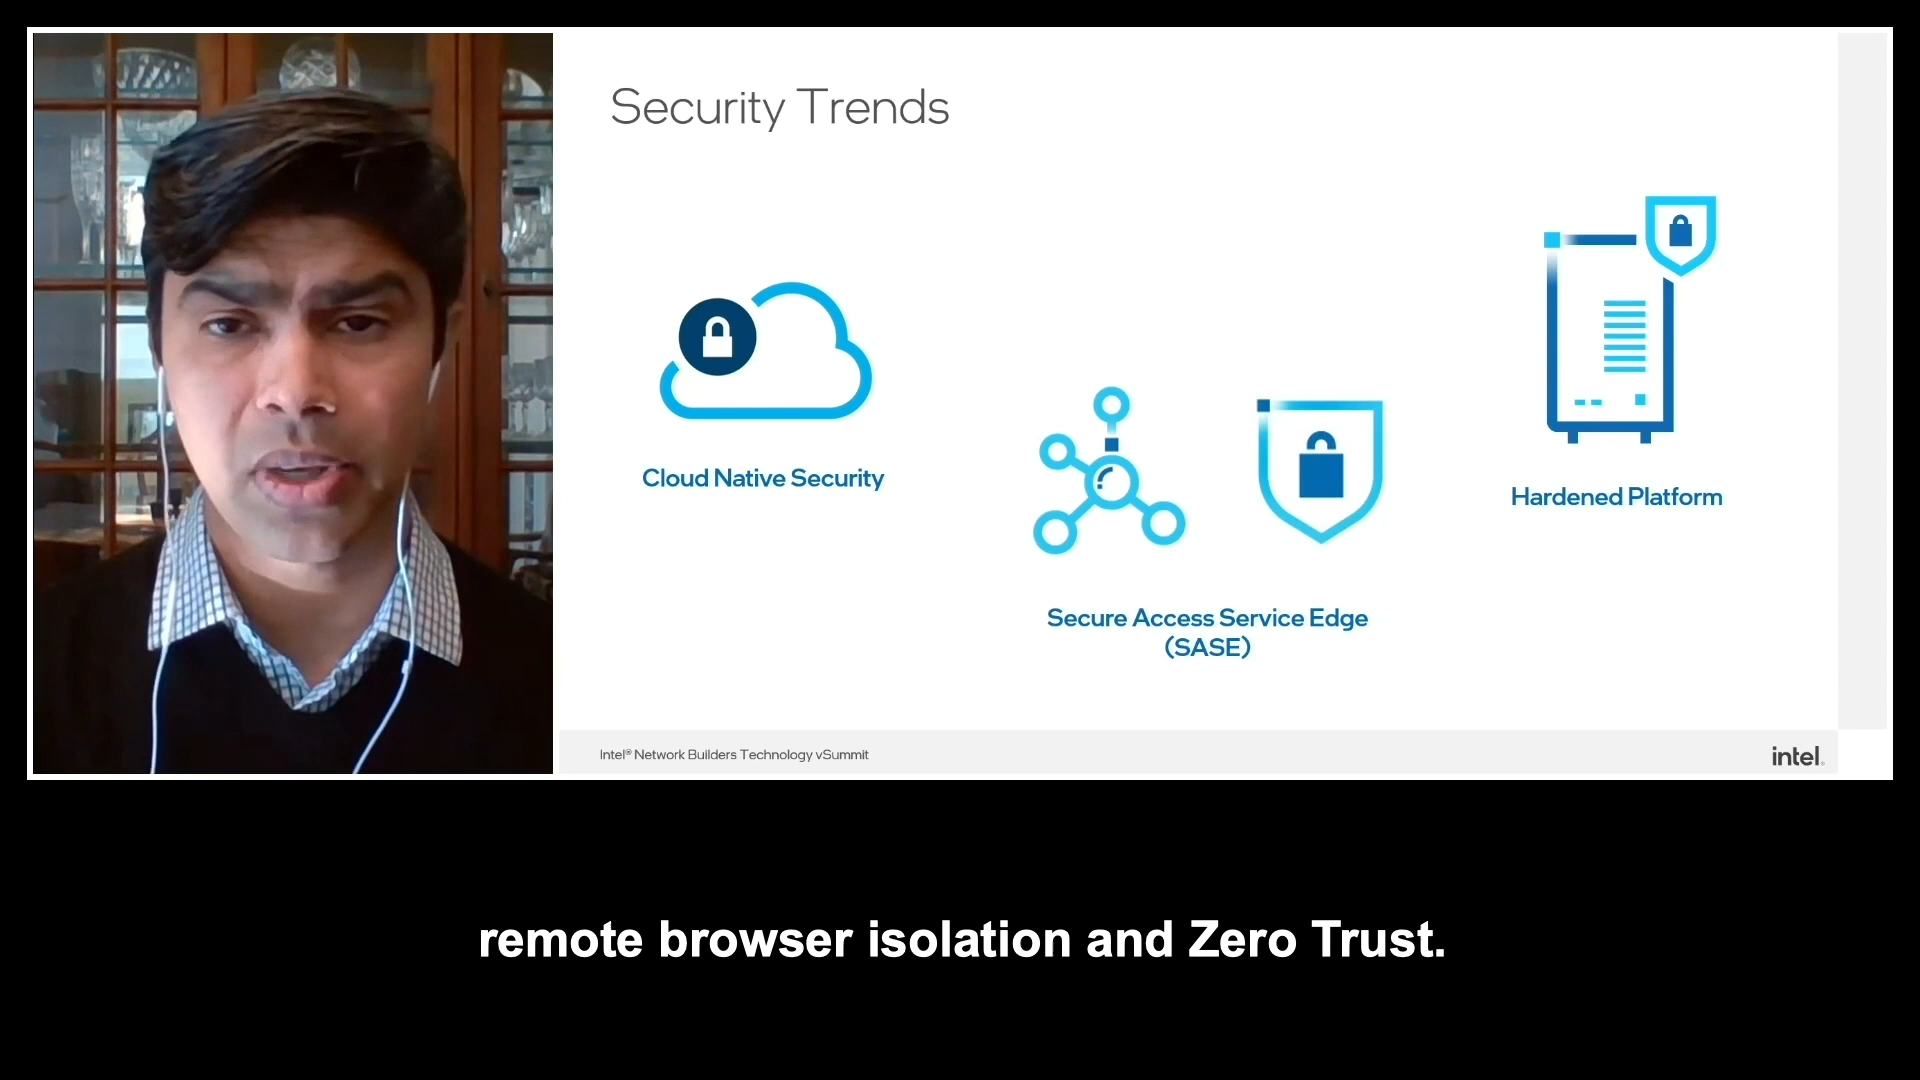 Security Trends
Cloud Native Security
Secure Access Service Edge
(SASE)
Hardened Platform
Intel® Network Builders Technology vSummit
intel.
remote browser isolation and Zero Trust.